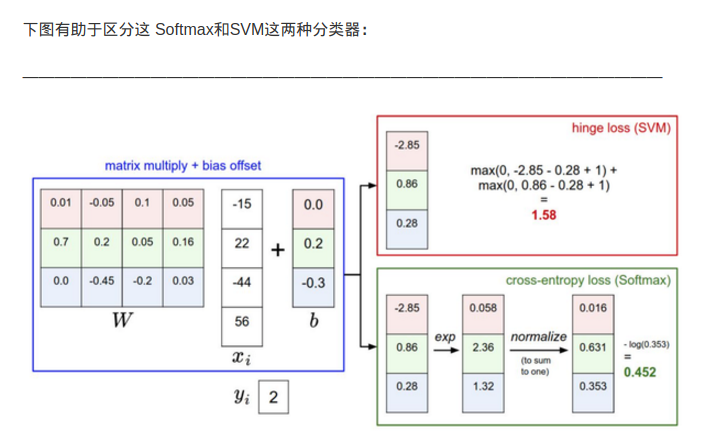 下图有助于区分这 Softmax和SVM这两种分类器：
matrix multiply + bias offset
0.01 -0.05 0.1 0.05
0.7 0.2 0.05 0.16
0.0 -0.45 -0.2 0.03
W
-15
22
-44
56
xi
+
0.0
0.2
-0.3
b
yi 2
hinge loss (SVM)
-2.85
0.86
0.28
max(0, -2.85 - 0.28 + 1) +
max(0, 0.86 - 0.28 + 1)
=
1.58
cross-entropy loss (Softmax)
-2.85
0.86
0.28
exp
0.058
2.36
1.32
normalize
(to sum
to one)
0.016
0.631
0.353
- log(0.353)
=
0.452